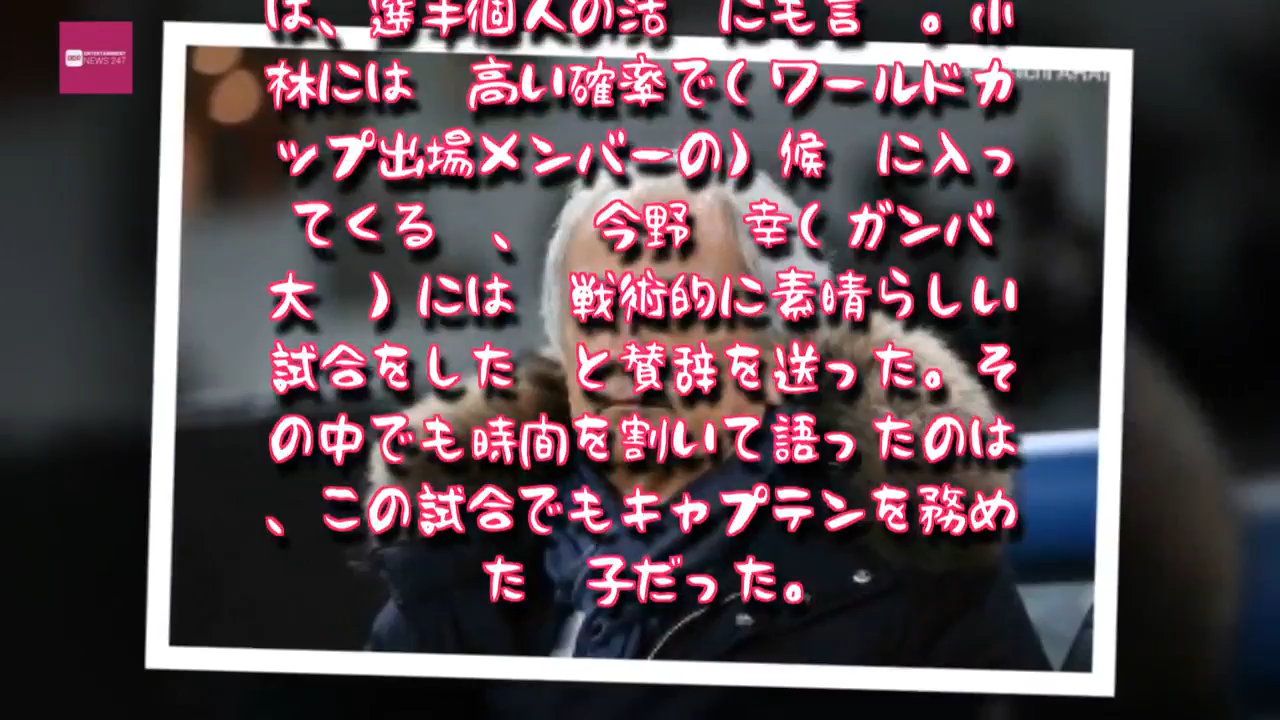 ENTERTAINMENT
NEWS 247
は、選手個人の活　にも言　。小
林には　高い確率で（ワールドカ
ップ出場メンバーの）候　に入っ
てくる　、　今野　幸（ガンバ
大　）には　戦術的に素晴らしい
試合をした　と賛辞を送った。そ
の中でも時間を割いて語ったのは
、この試合でもキャプテンを務め
た　子だった。